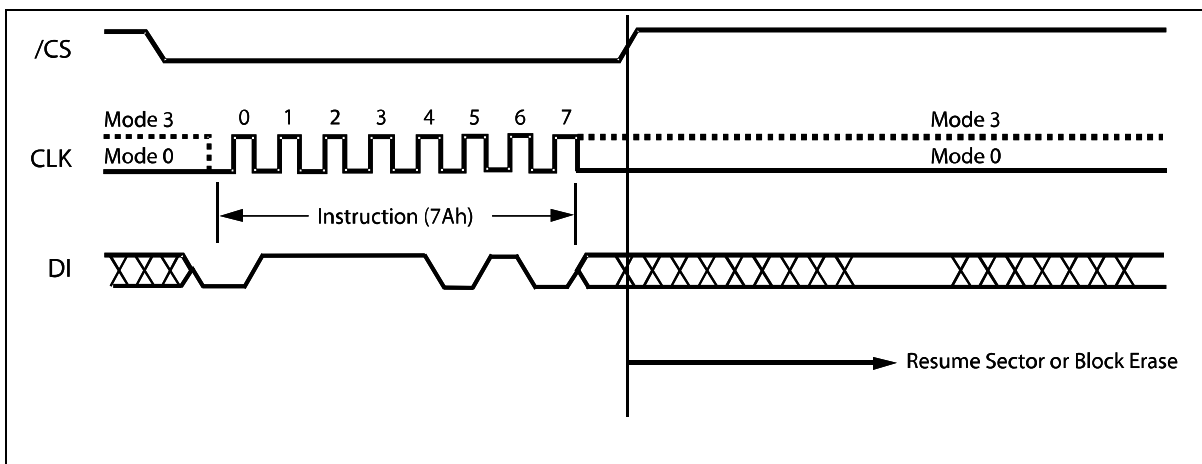 /CS
Mode 3 0 1 2 3 4 5 6 7 Mode 3
CLK Mode 0 Mode 0
Instruction (7Ah)
DI
Resume Sector or Block Erase